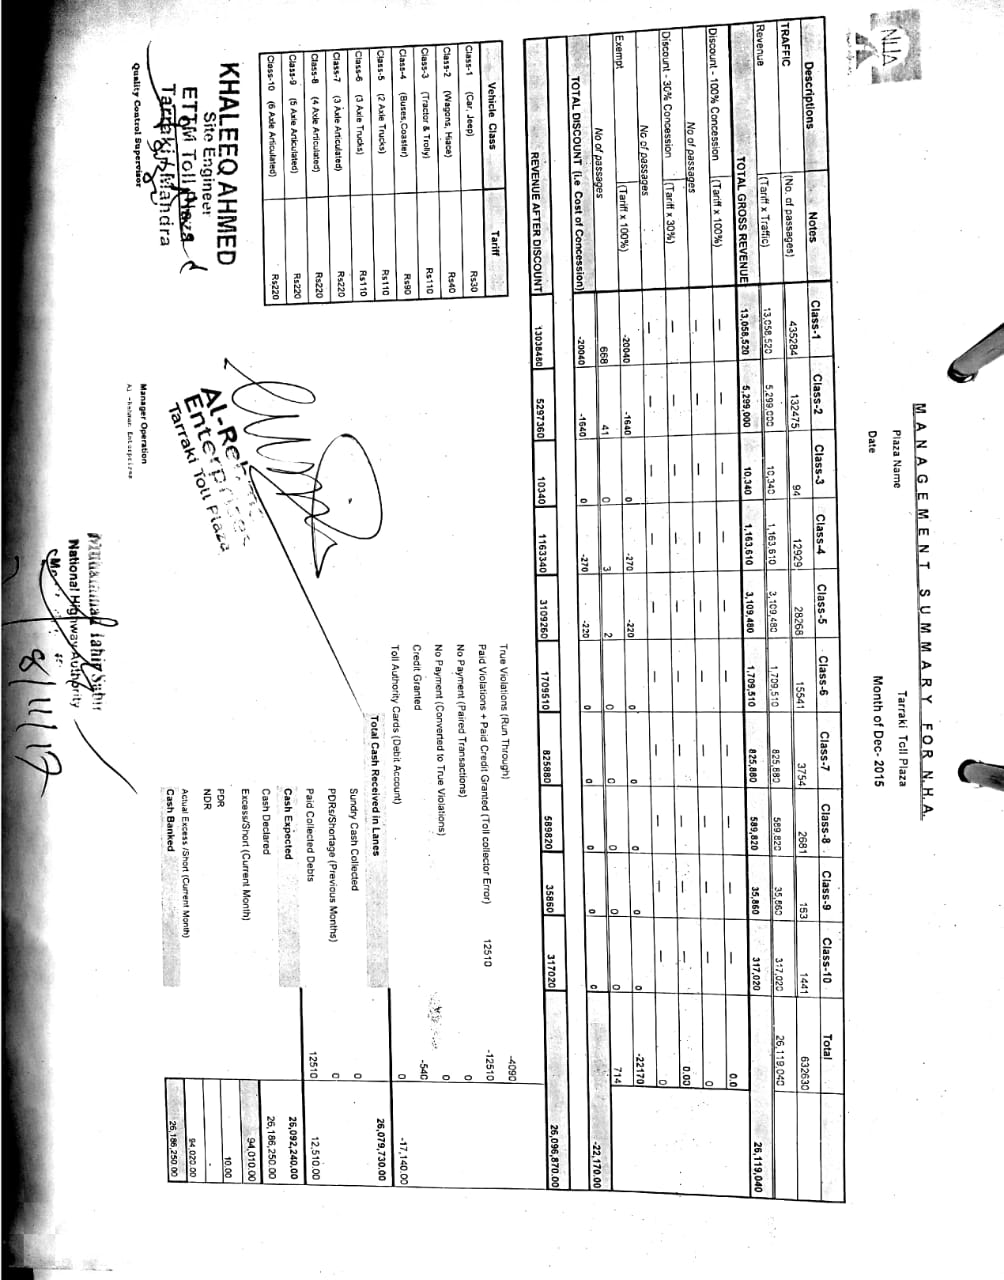 NHA
MANAGEMENT SUMMARY FOR N.H.A.
Plaza Name Tarraki Toll Plaza
Date Month of Dec- 2015
Descriptions Notes Class-1 Class-2 Class-3 Class-4 Class-5 Class-6 Class-7 Class-8 Class-9 Class-10 Total
TRAFFIC (No. of passages) 435284 132475 94 12929 28268 15541 3754 2681 163 1441 632630
Revenue (Tariff x Traffic) 13,058,520 5,299,000 10,340 1,163,610 3,109,480 1,709,510 825,880 589,820 35,860 317,020 26,119,040
TOTAL GROSS REVENUE 13,058,520 5,299,000 10,340 1,163,610 3,109,480 1,709,510 825,880 589,820 35,860 317,020 26,119,040
Discount - 100% Concession (Tariff x 100%) — — — — — — — — — — 0.0
No of passages — — — — — — — — — — 0
Discount - 30% Concession (Tariff x 30%) — — — — — — — — — — 0.00
No of passages — — — — — — — — — — 0
Exempt (Tariff x 100%) -20040 -1640 0 -270 -220 0 0 0 0 0 -22170
No of passages 668 41 0 3 2 0 0 0 0 0 714
TOTAL DISCOUNT (i.e Cost of Concession) -20040 -1640 0 -270 -220 0 0 0 0 0 -22,170.00
REVENUE AFTER DISCOUNT 13038480 5297360 10340 1163340 3109260 1709510 825880 589820 35860 317020 26,096,870.00
Vehicle Class Tariff
Class-1 (Car, Jeep) Rs30
Class-2 (Wagons, Hiace) Rs40
Class-3 (Tractor & Trolly) Rs110
Class-4 (Buses,Coaster) Rs90
Class-5 (2 Axle Trucks) Rs110
Class-6 (3 Axle Trucks) Rs110
Class-7 (3 Axle Articulated) Rs220
Class-8 (4 Axle Articulated) Rs220
Class-9 (5 Axle Articulated) Rs220
Class-10 (6 Axle Articulated) Rs220
True Violations (Run Through) -4090
Paid Violations + Paid Credit Granted (Toll collector Error) 12510 -12510
No Payment (Paired Transactions) 0
No Payment (Converted to True Violations) 0
Credit Granted -540
Toll Authority Cards (Debit Account) 0 -17,140.00
Total Cash Received in Lanes 26,079,730.00
Sundry Cash Collected 0
PDRs/Shortage (Previous Months) 0
Paid Collected Debts 12510 12,510.00
Cash Expected 26,092,240.00
Cash Declared 26,186,250.00
Excess/Short (Current Month) 94,010.00
PDR 10.00
NDR -
Actual Excess /Short (Current Month) 94,020.00
Cash Banked 26,186,250.00
KHALEEQ AHMED
Site Engineer
ETTM Toll Plaza
Tarraki Mandra
Quality Control Supervisor
Enterprises
Tarraki Toll Plaza
Manager Operation
National Highway Authority
8/11/17